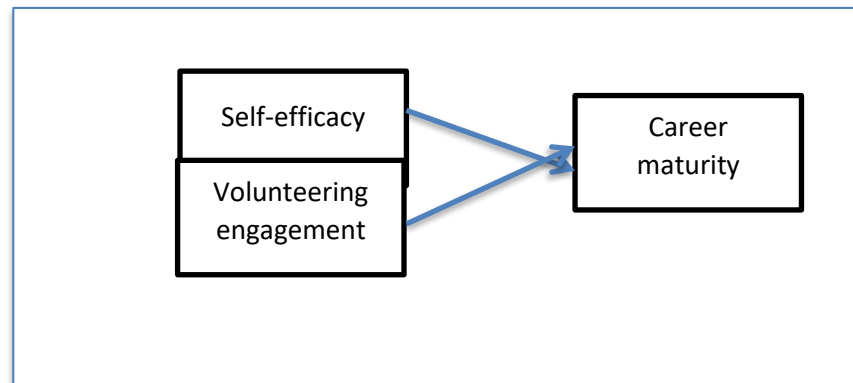 Self-efficacy
Volunteering
engagement
Career
maturity